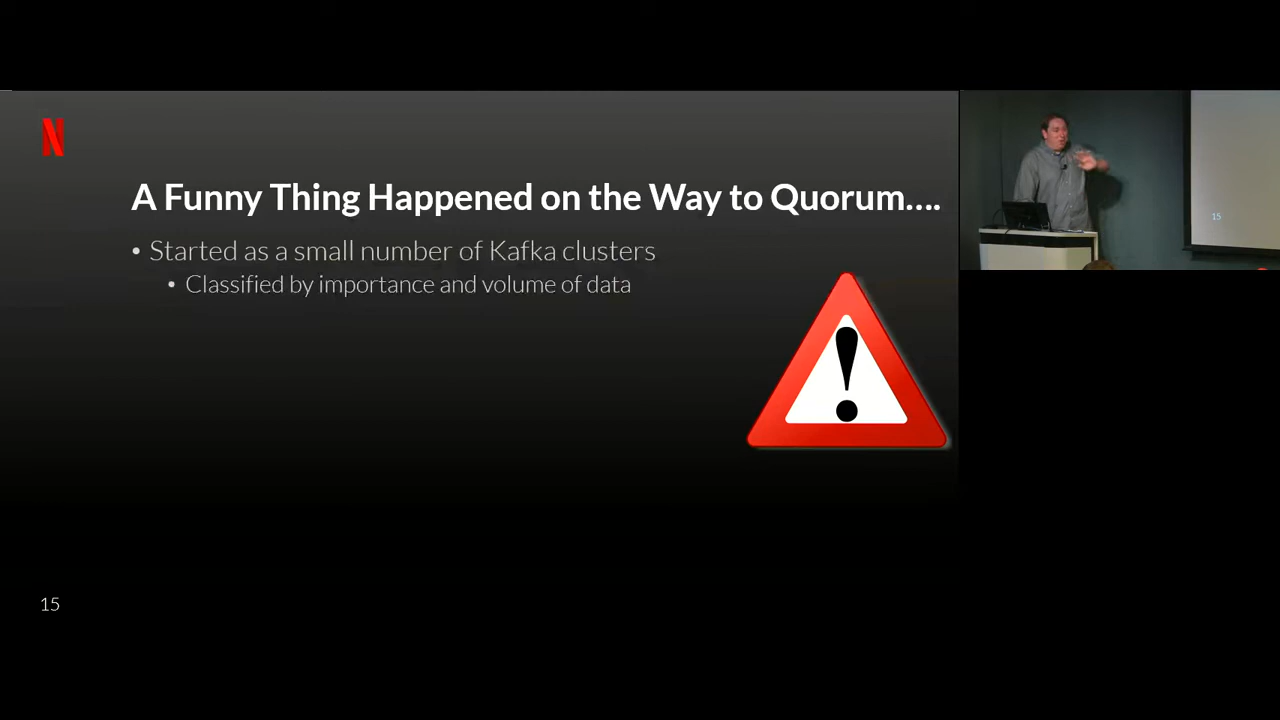 N
A Funny Thing Happened on the Way to Quorum....
• Started as a small number of Kafka clusters
• Classified by importance and volume of data
!
15
15